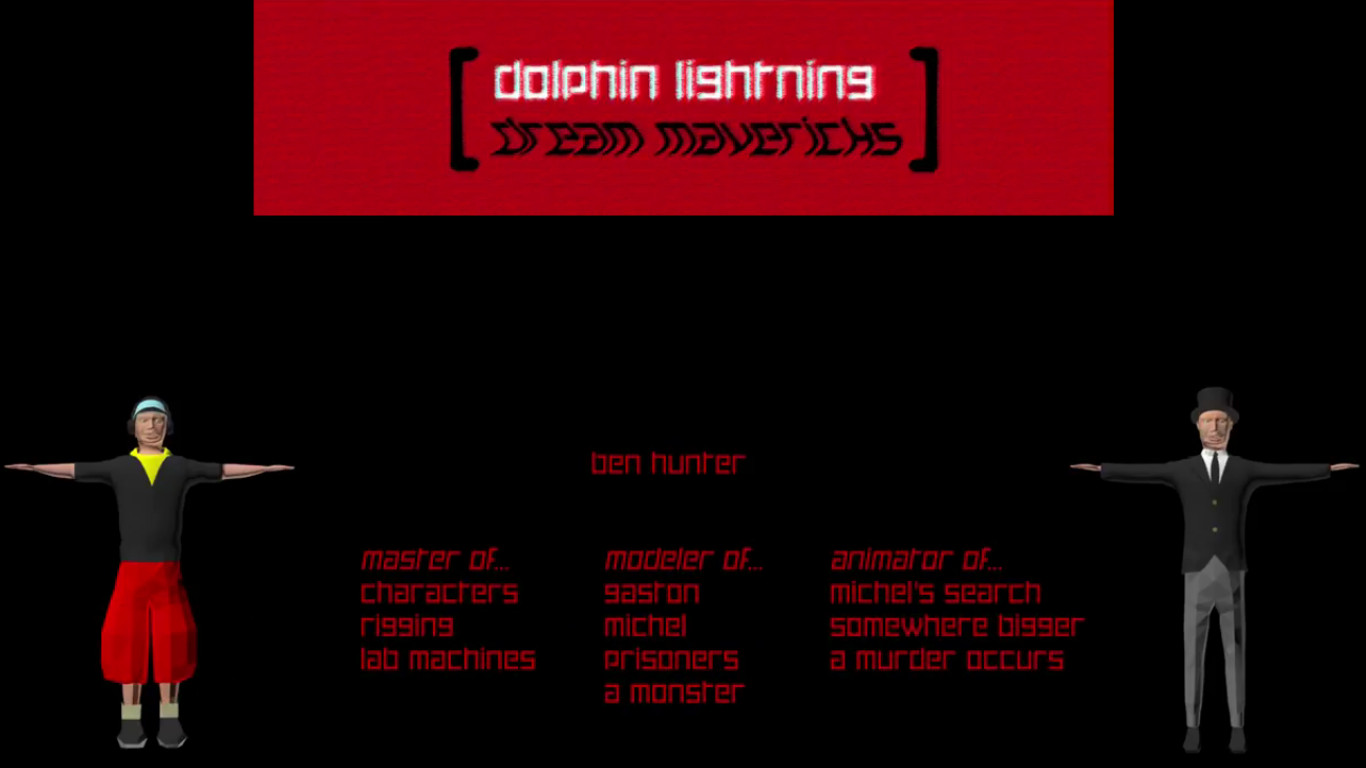 dolphin lightning
dream mavericks
ben hunter
master of...
characters
rigging
lab machines
modeler of...
gaston
michel
prisoners
a monster
animator of...
michel's search
somewhere bigger
a murder occurs